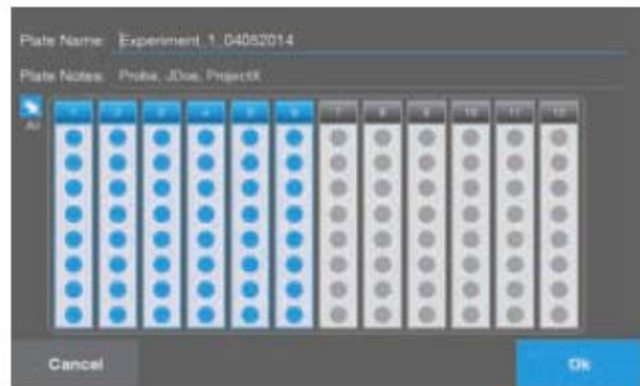 Plate Name: Experiment_1_04052014
Plate Notes: Probe, JDoe, ProjectX
1 2 3 4 5 6 7 8 9 10 11 12
All
Cancel Ok